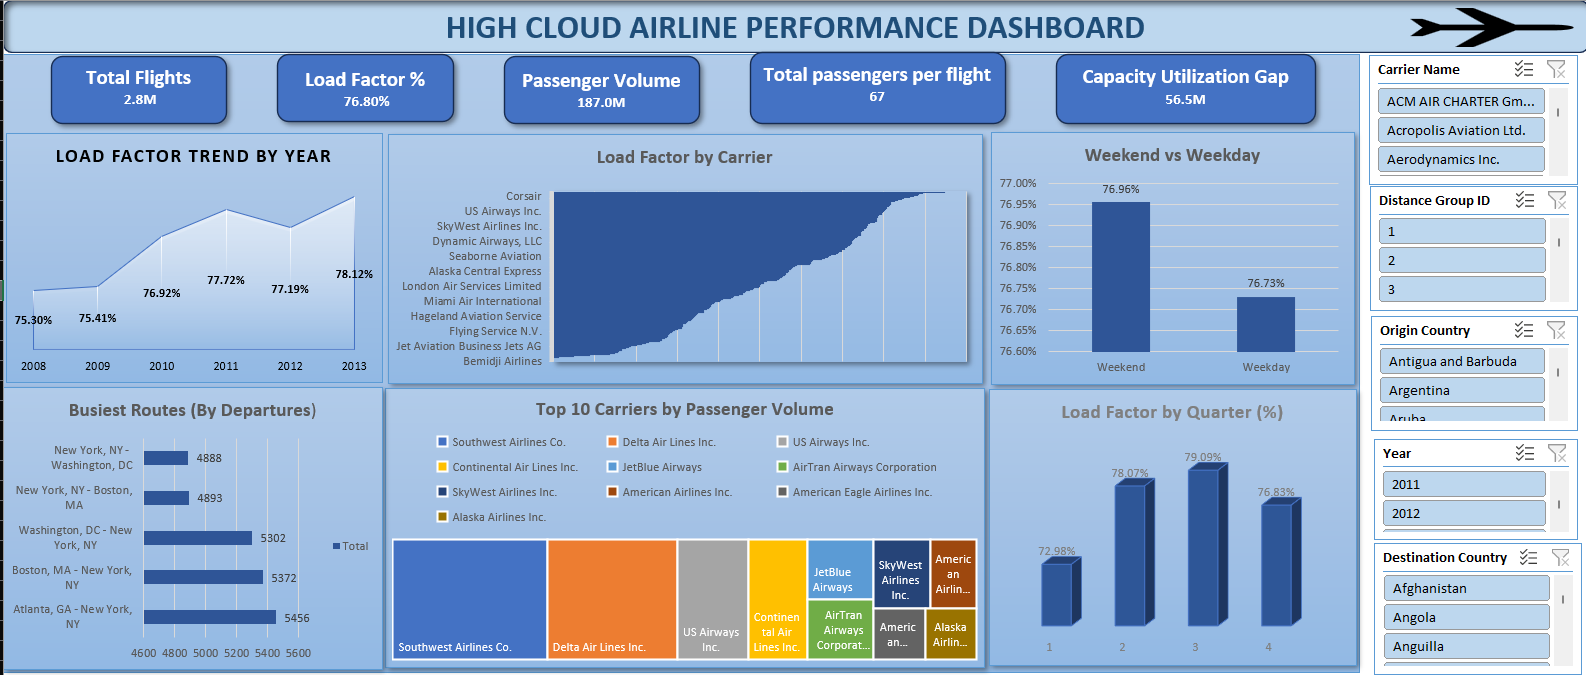 HIGH CLOUD AIRLINE PERFORMANCE DASHBOARD
Total Flights
2.8M
Load Factor %
76.80%
Passenger Volume
187.0M
Total passengers per flight
67
Capacity Utilization Gap
56.5M
LOAD FACTOR TREND BY YEAR
75.30%
75.41%
76.92%
77.72%
77.19%
78.12%
2008
2009
2010
2011
2012
2013
Load Factor by Carrier
Corsair
US Airways Inc.
SkyWest Airlines Inc.
Dynamic Airways, LLC
Seaborne Aviation
Alaska Central Express
London Air Services Limited
Miami Air International
Hageland Aviation Service
Flying Service N.V.
Jet Aviation Business Jets AG
Bemidji Airlines
Weekend vs Weekday
77.00%
76.95%
76.90%
76.85%
76.80%
76.75%
76.70%
76.65%
76.60%
76.96%
76.73%
Weekend
Weekday
Busiest Routes (By Departures)
New York, NY -
Washington, DC
4888
New York, NY - Boston,
MA
4893
Washington, DC - New
York, NY
5302
Boston, MA - New York,
NY
5372
Atlanta, GA - New York,
NY
5456
Total
4600 4800 5000 5200 5400 5600
Top 10 Carriers by Passenger Volume
Southwest Airlines Co.
Delta Air Lines Inc.
US Airways Inc.
Continental Air Lines Inc.
JetBlue Airways
AirTran Airways Corporation
SkyWest Airlines Inc.
American Airlines Inc.
American Eagle Airlines Inc.
Alaska Airlines Inc.
Southwest Airlines Co.
Delta Air Lines Inc.
US Airways
Inc.
Continen
tal Air
Lines Inc.
JetBlue
Airways
AirTran
Airways
Corporat...
SkyWest
Airlines
Inc.
Americ
an
Airlin...
Americ
an...
Alaska
Airlin...
Load Factor by Quarter (%)
72.98%
78.07%
79.09%
76.83%
1
2
3
4
Carrier Name
ACM AIR CHARTER Gm...
Acropolis Aviation Ltd.
Aerodynamics Inc.
Distance Group ID
1
2
3
Origin Country
Antigua and Barbuda
Argentina
Aruba
Year
2011
2012
Destination Country
Afghanistan
Angola
Anguilla